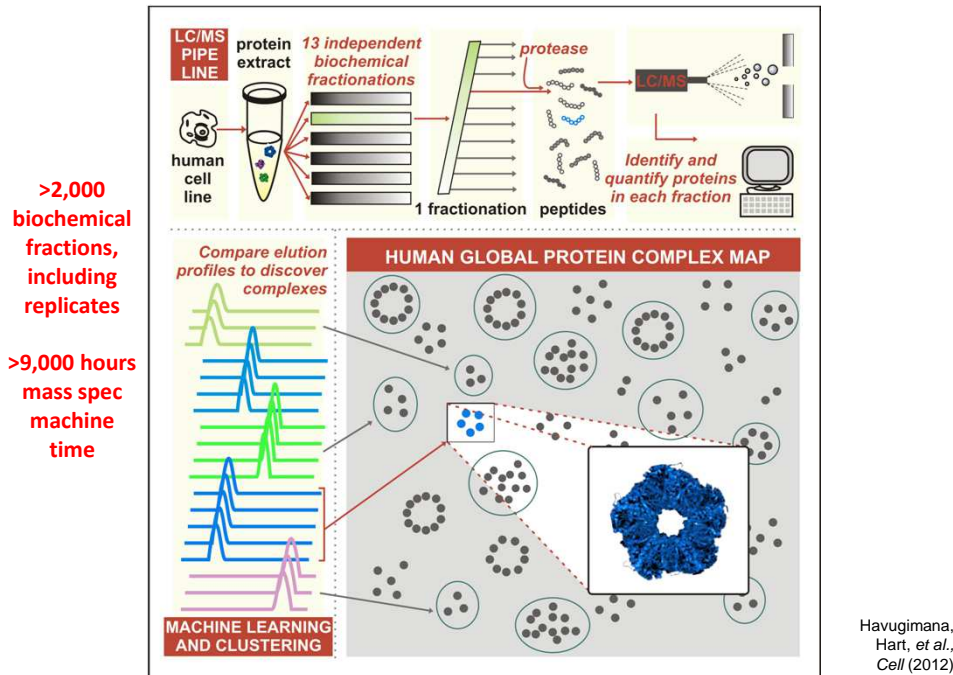 >2,000
biochemical
fractions,
including
replicates
>9,000 hours
mass spec
machine
time
LC/MS
PIPE
LINE
protein
extract
13 independent
biochemical
fractionations
protease
LC/MS
human
cell
line
1 fractionation
peptides
Identify and
quantify proteins
in each fraction
Compare elution
profiles to discover
complexes
HUMAN GLOBAL PROTEIN COMPLEX MAP
MACHINE LEARNING
AND CLUSTERING
Havugimana,
Hart, et al.,
Cell (2012)